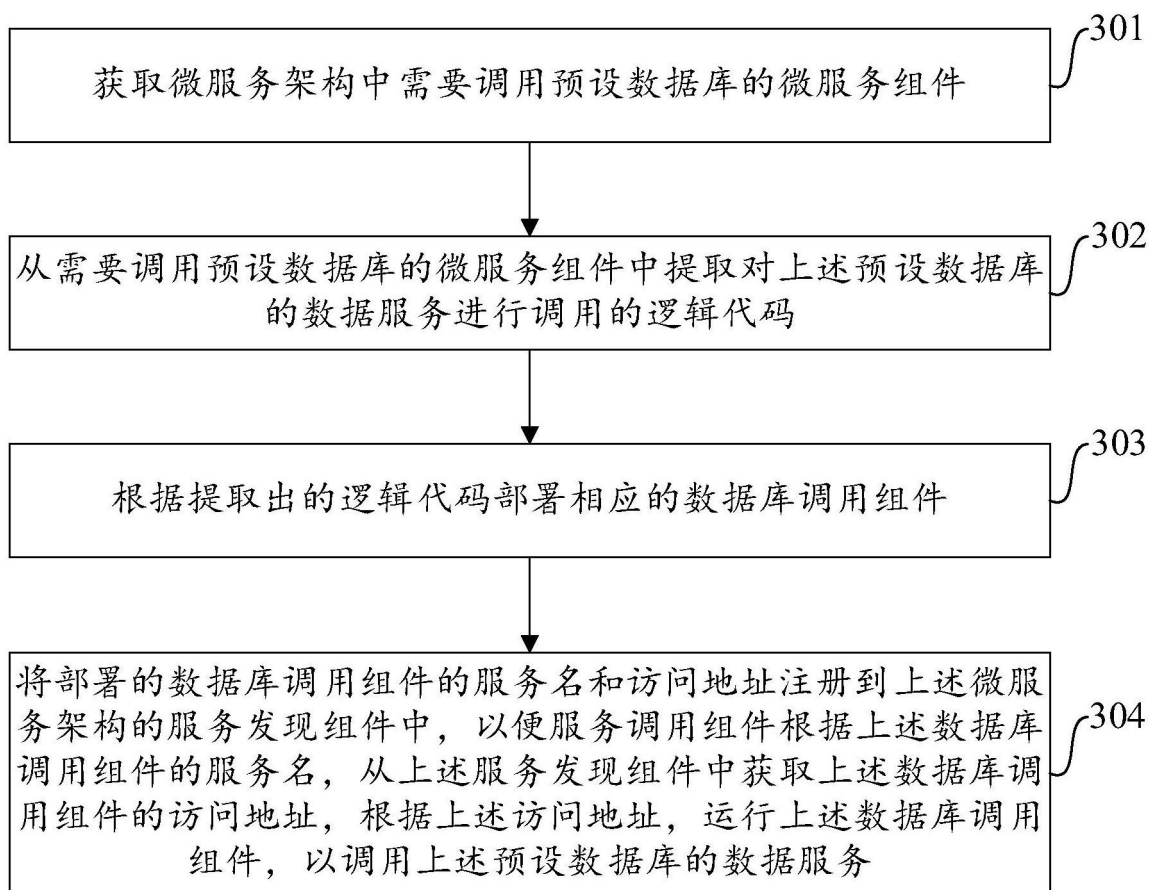 301
获取微服务架构中需要调用预设数据库的微服务组件
302
从需要调用预设数据库的微服务组件中提取对上述预设数据库
的数据服务进行调用的逻辑代码
303
根据提取出的逻辑代码部署相应的数据库调用组件
304
将部署的数据库调用组件的服务名和访问地址注册到上述微服
务架构的服务发现组件中，以便服务调用组件根据上述数据库
调用组件的服务名，从上述服务发现组件中获取上述数据库调
用组件的访问地址，根据上述访问地址，运行上述数据库调用
组件，以调用上述预设数据库的数据服务